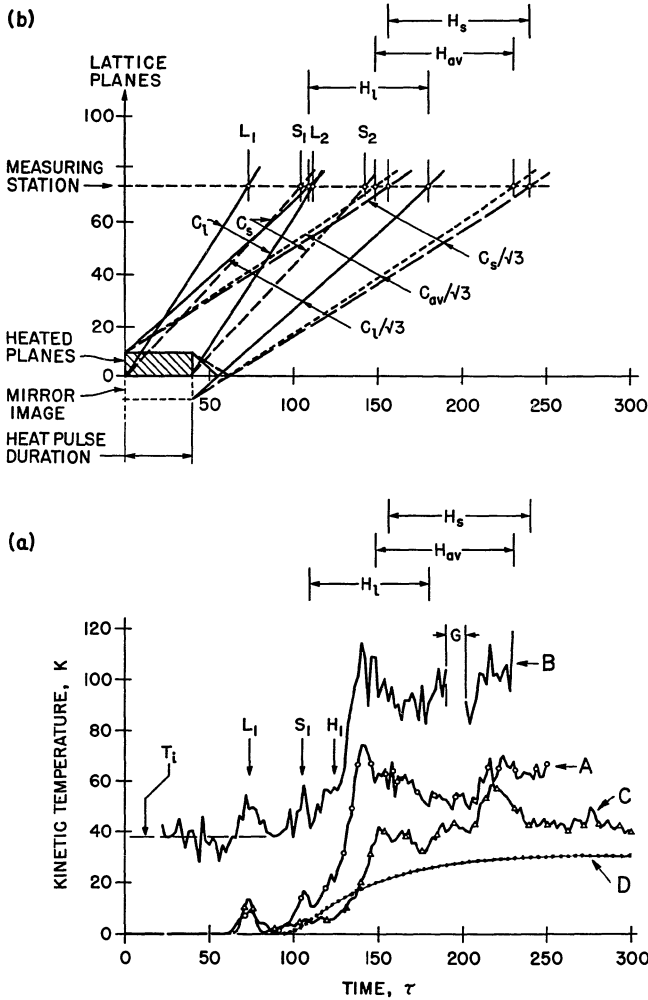 (b)
H_s
H_av
H_l
LATTICE
PLANES
100
80
60
40
20
0
L_1
S_1
L_2
S_2
MEASURING
STATION
C_l
C_s
C_s/√3
C_av/√3
C_l/√3
HEATED
PLANES
MIRROR
IMAGE
HEAT PULSE
DURATION
50
100
150
200
250
300
(a)
H_s
H_av
H_l
120
100
80
60
40
20
0
KINETIC TEMPERATURE, K
T_i
L_1
S_1
H_1
G
B
A
C
D
0
50
100
150
200
250
300
TIME, τ